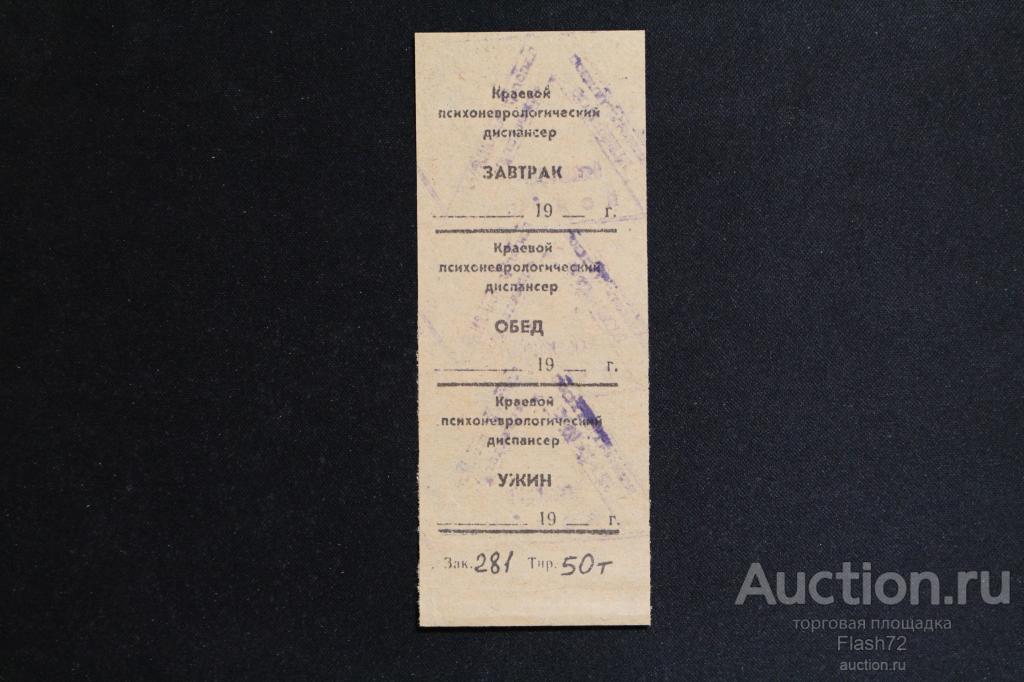 Краевой
психоневрологический
диспансер
ЗАВТРАК
19 г.
Краевой
психоневрологический
диспансер
ОБЕД
19 г.
Краевой
психоневрологический
диспансер
УЖИН
19 г.
Зак. 281 Тир. 50т
Auction.ru
торговая площадка
Flash72
auction.ru